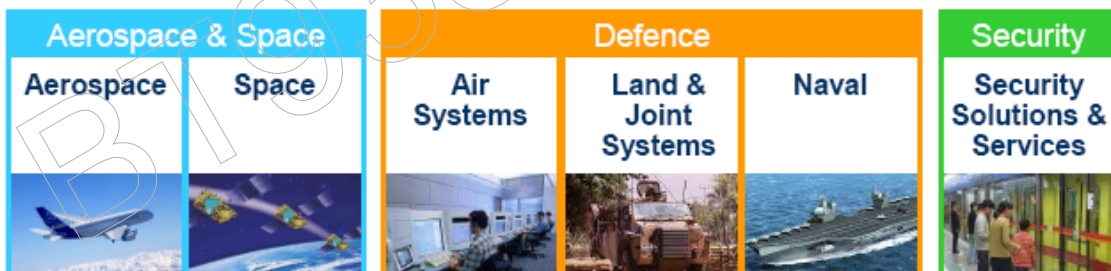 Aerospace & Space
Defence
Security
Aerospace
Space
Air
Systems
Land &
Joint
Systems
Naval
Security
Solutions &
Services